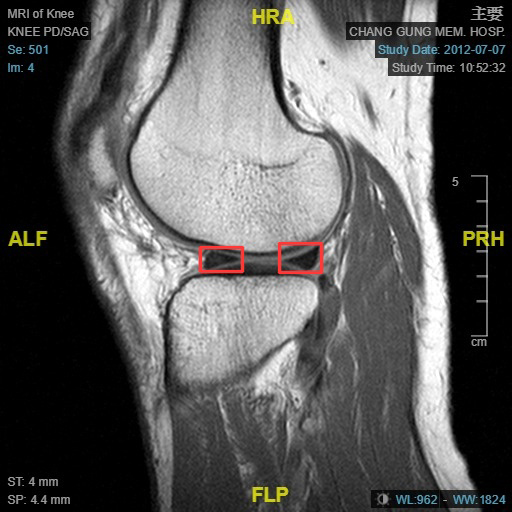 MRI of Knee
KNEE PD/SAG
Se: 501
Im: 4
HRA
主要
CHANG GUNG MEM. HOSP.
Study Date: 2012-07-07
Study Time: 10:52:32
5
ALF
PRH
cm
ST: 4 mm
SP: 4.4 mm
FLP
WL:962 - WW:1824